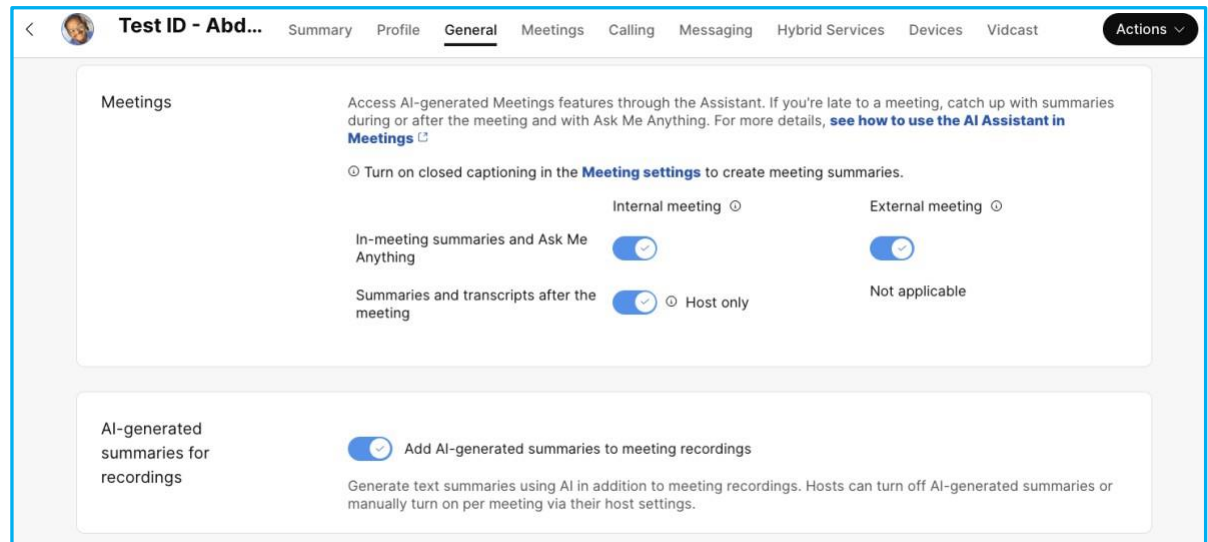 Test ID - Abd...
Summary Profile General Meetings Calling Messaging Hybrid Services Devices Vidcast
Actions
Meetings
Access AI-generated Meetings features through the Assistant. If you're late to a meeting, catch up with summaries
during or after the meeting and with Ask Me Anything. For more details, see how to use the AI Assistant in
Meetings
Turn on closed captioning in the Meeting settings to create meeting summaries.
Internal meeting
External meeting
In-meeting summaries and Ask Me
Anything
Summaries and transcripts after the
meeting
Host only
Not applicable
AI-generated
summaries for
recordings
Add AI-generated summaries to meeting recordings
Generate text summaries using AI in addition to meeting recordings. Hosts can turn off AI-generated summaries or
manually turn on per meeting via their host settings.